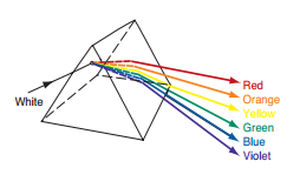 White
Red
Orange
Yellow
Green
Blue
Violet